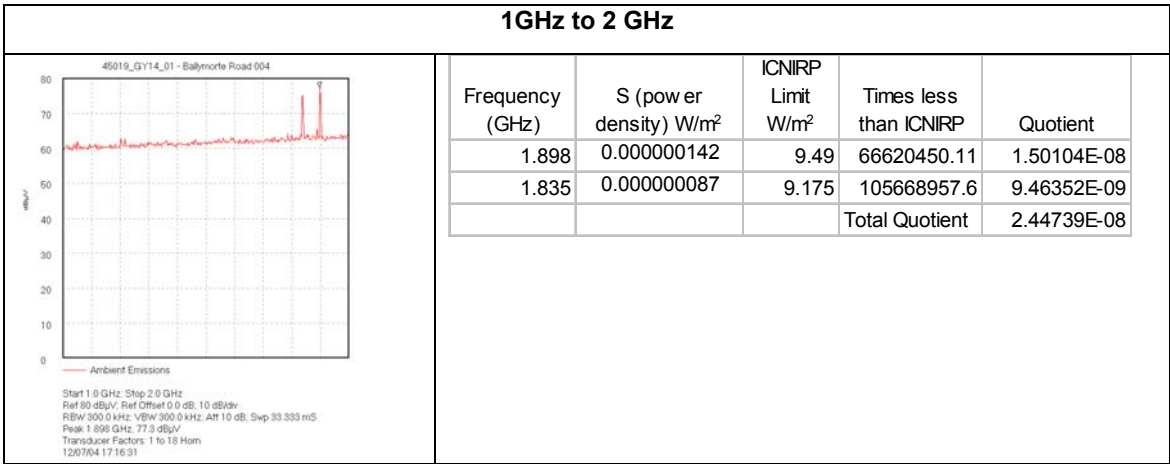 1GHz to 2 GHz
45019_GY14_01 - Ballymorte Road 004
80
70
60
50
40
30
20
10
0
dBµV
Ambient Emissions
Start 1.0 GHz; Stop 2.0 GHz
Ref 80 dBµV; Ref Offset 0.0 dB; 10 dB/div
RBW 300.0 kHz; VBW 300.0 kHz; Att 10 dB; Swp 33.333 mS
Peak 1.898 GHz, 77.3 dBµV
Transducer Factors: 1 to 18 Horn
12/07/04 17:16:31
Frequency (GHz) S (power density) W/m² ICNIRP Limit W/m² Times less than ICNIRP Quotient
1.898 0.000000142 9.49 66620450.11 1.50104E-08
1.835 0.000000087 9.175 105668957.6 9.46352E-09
Total Quotient 2.44739E-08